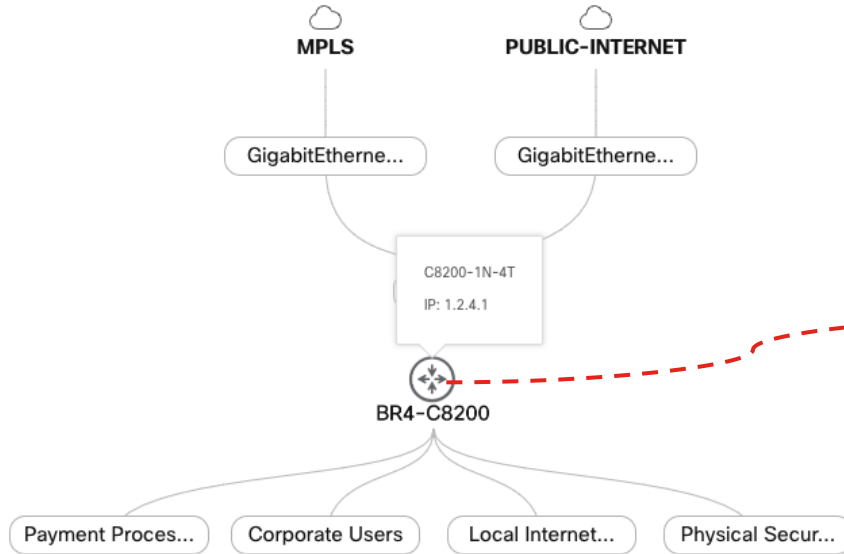 MPLS
PUBLIC-INTERNET
GigabitEtherne...
GigabitEtherne...
C8200-1N-4T
IP: 1.2.4.1
BR4-C8200
Payment Proces...
Corporate Users
Local Internet...
Physical Secur...